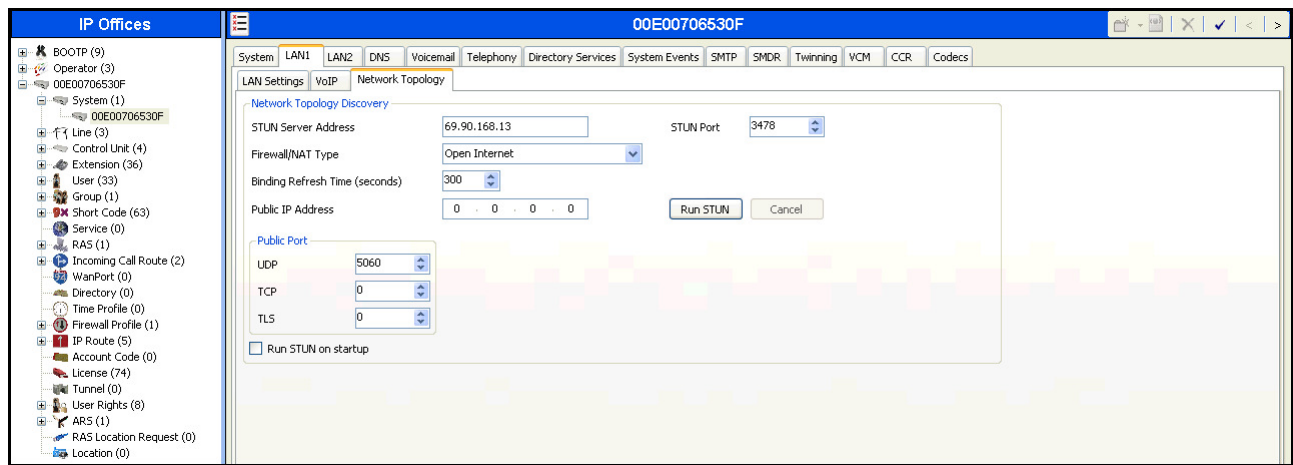 IP Offices
BOOTP (9)
Operator (3)
00E00706530F
System (1)
00E00706530F
Line (3)
Control Unit (4)
Extension (36)
User (33)
Group (1)
Short Code (63)
Service (0)
RAS (1)
Incoming Call Route (2)
WanPort (0)
Directory (0)
Time Profile (0)
Firewall Profile (1)
IP Route (5)
Account Code (0)
License (74)
Tunnel (0)
User Rights (8)
ARS (1)
RAS Location Request (0)
Location (0)
00E00706530F
System LAN1 LAN2 DNS Voicemail Telephony Directory Services System Events SMTP SMDR Twinning VCM CCR Codecs
LAN Settings VoIP Network Topology
Network Topology Discovery
STUN Server Address 69.90.168.13 STUN Port 3478
Firewall/NAT Type Open Internet
Binding Refresh Time (seconds) 300
Public IP Address 0 . 0 . 0 . 0 Run STUN Cancel
Public Port
UDP 5060
TCP 0
TLS 0
Run STUN on startup